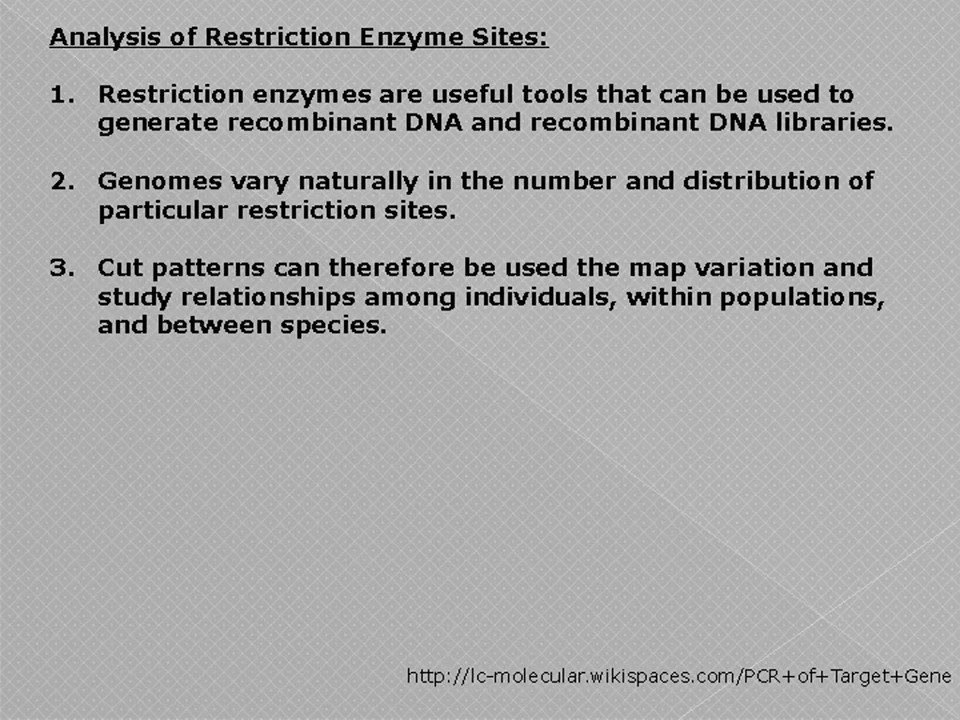 Analysis of Restriction Enzyme Sites:
1. Restriction enzymes are useful tools that can be used to
generate recombinant DNA and recombinant DNA libraries.
2. Genomes vary naturally in the number and distribution of
particular restriction sites.
3. Cut patterns can therefore be used the map variation and
study relationships among individuals, within populations,
and between species.
http://lc-molecular.wikispaces.com/PCR+of+Target+Gene